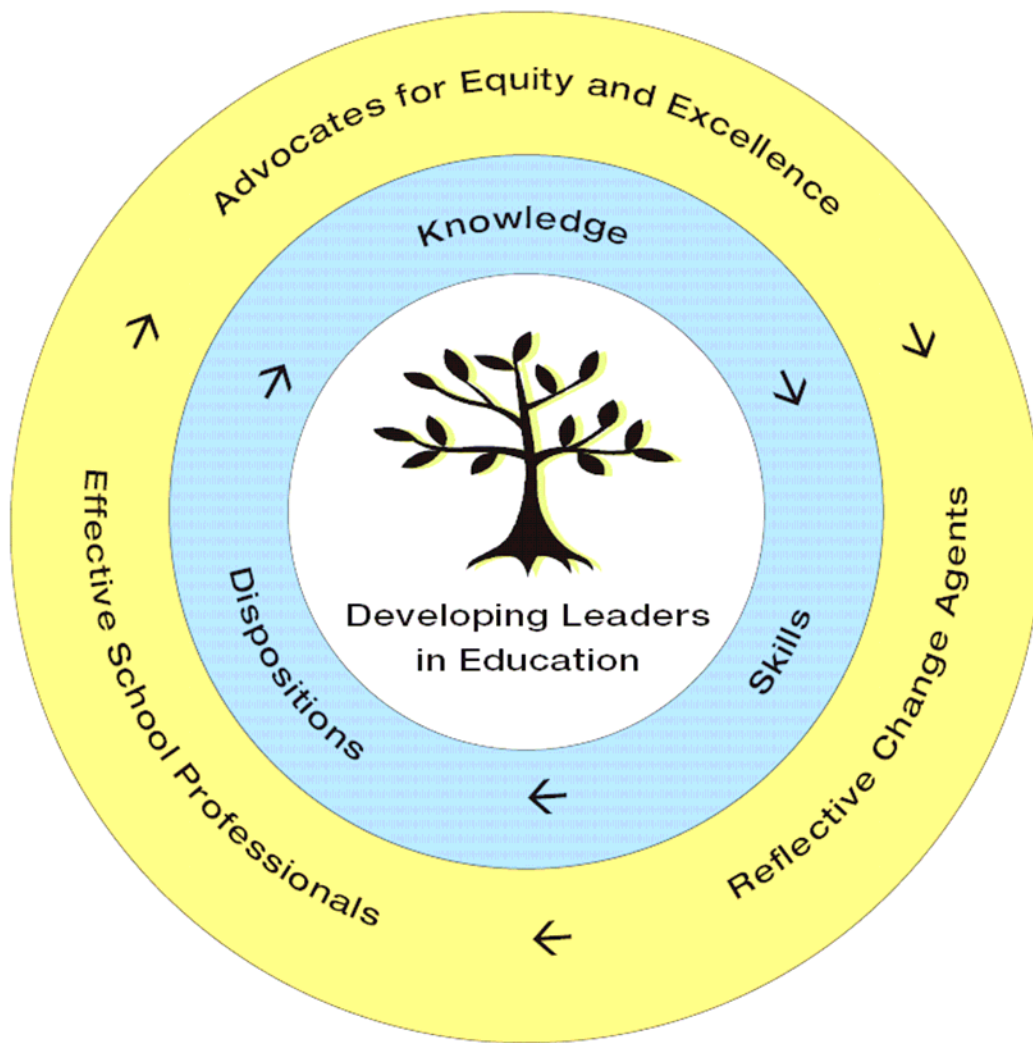 Advocates for Equity and Excellence
Knowledge
Developing Leaders
in Education
Dispositions
Skills
Effective School Professionals
Reflective Change Agents